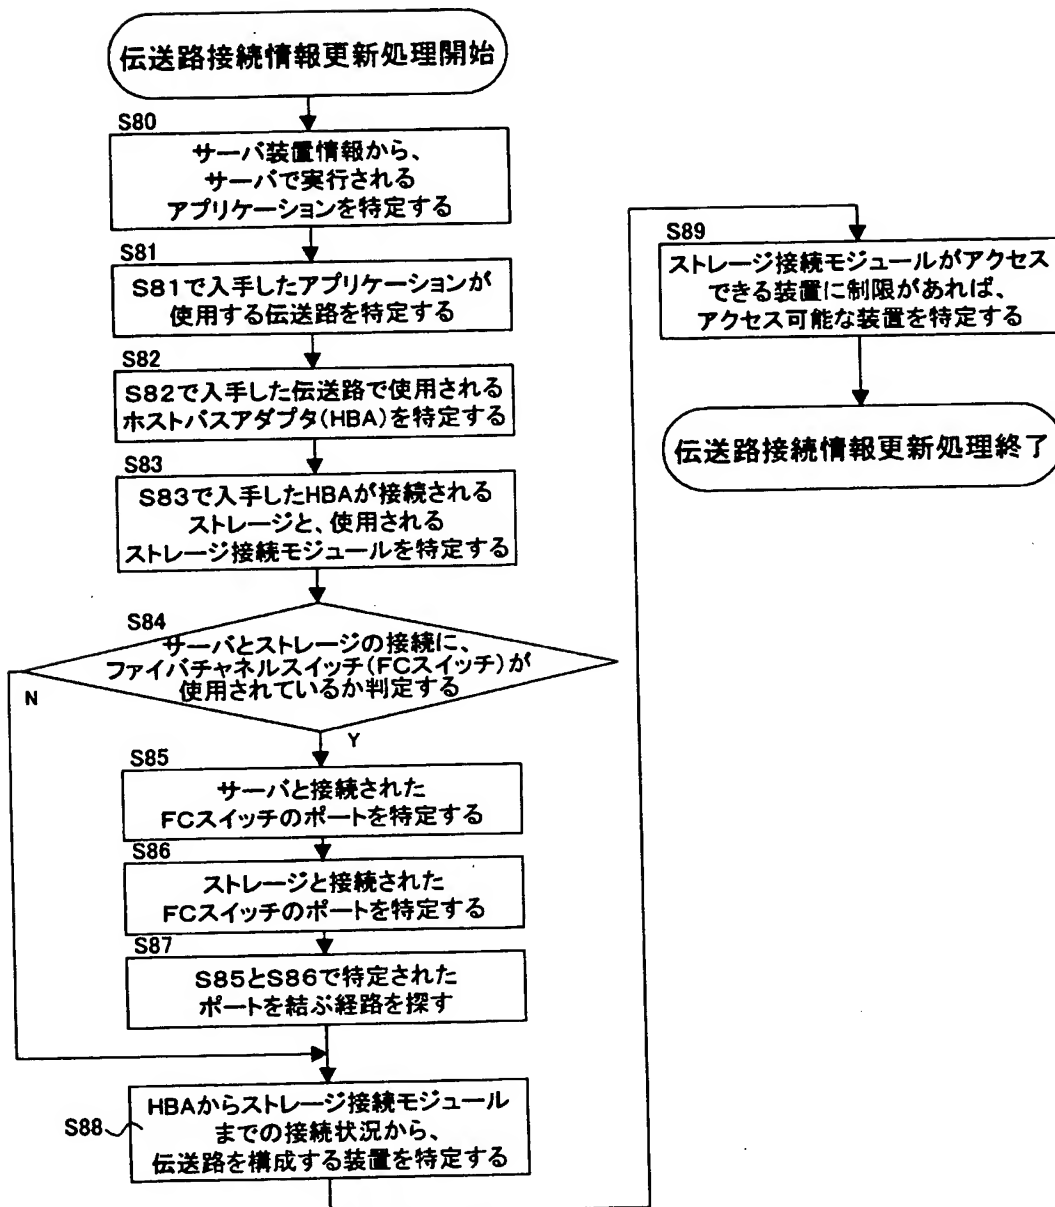 伝送路接続情報更新処理開始
S80
サーバ装置情報から、
サーバで実行される
アプリケーションを特定する
S81
S81で入手したアプリケーションが
使用する伝送路を特定する
S82
S82で入手した伝送路で使用される
ホストバスアダプタ(HBA)を特定する
S83
S83で入手したHBAが接続される
ストレージと、使用される
ストレージ接続モジュールを特定する
S84
サーバとストレージの接続に、
ファイバチャネルスイッチ(FCスイッチ)が
使用されているか判定する
N
Y
S85
サーバと接続された
FCスイッチのポートを特定する
S86
ストレージと接続された
FCスイッチのポートを特定する
S87
S85とS86で特定された
ポートを結ぶ経路を探す
S88
HBAからストレージ接続モジュール
までの接続状況から、
伝送路を構成する装置を特定する
S89
ストレージ接続モジュールがアクセス
できる装置に制限があれば、
アクセス可能な装置を特定する
伝送路接続情報更新処理終了